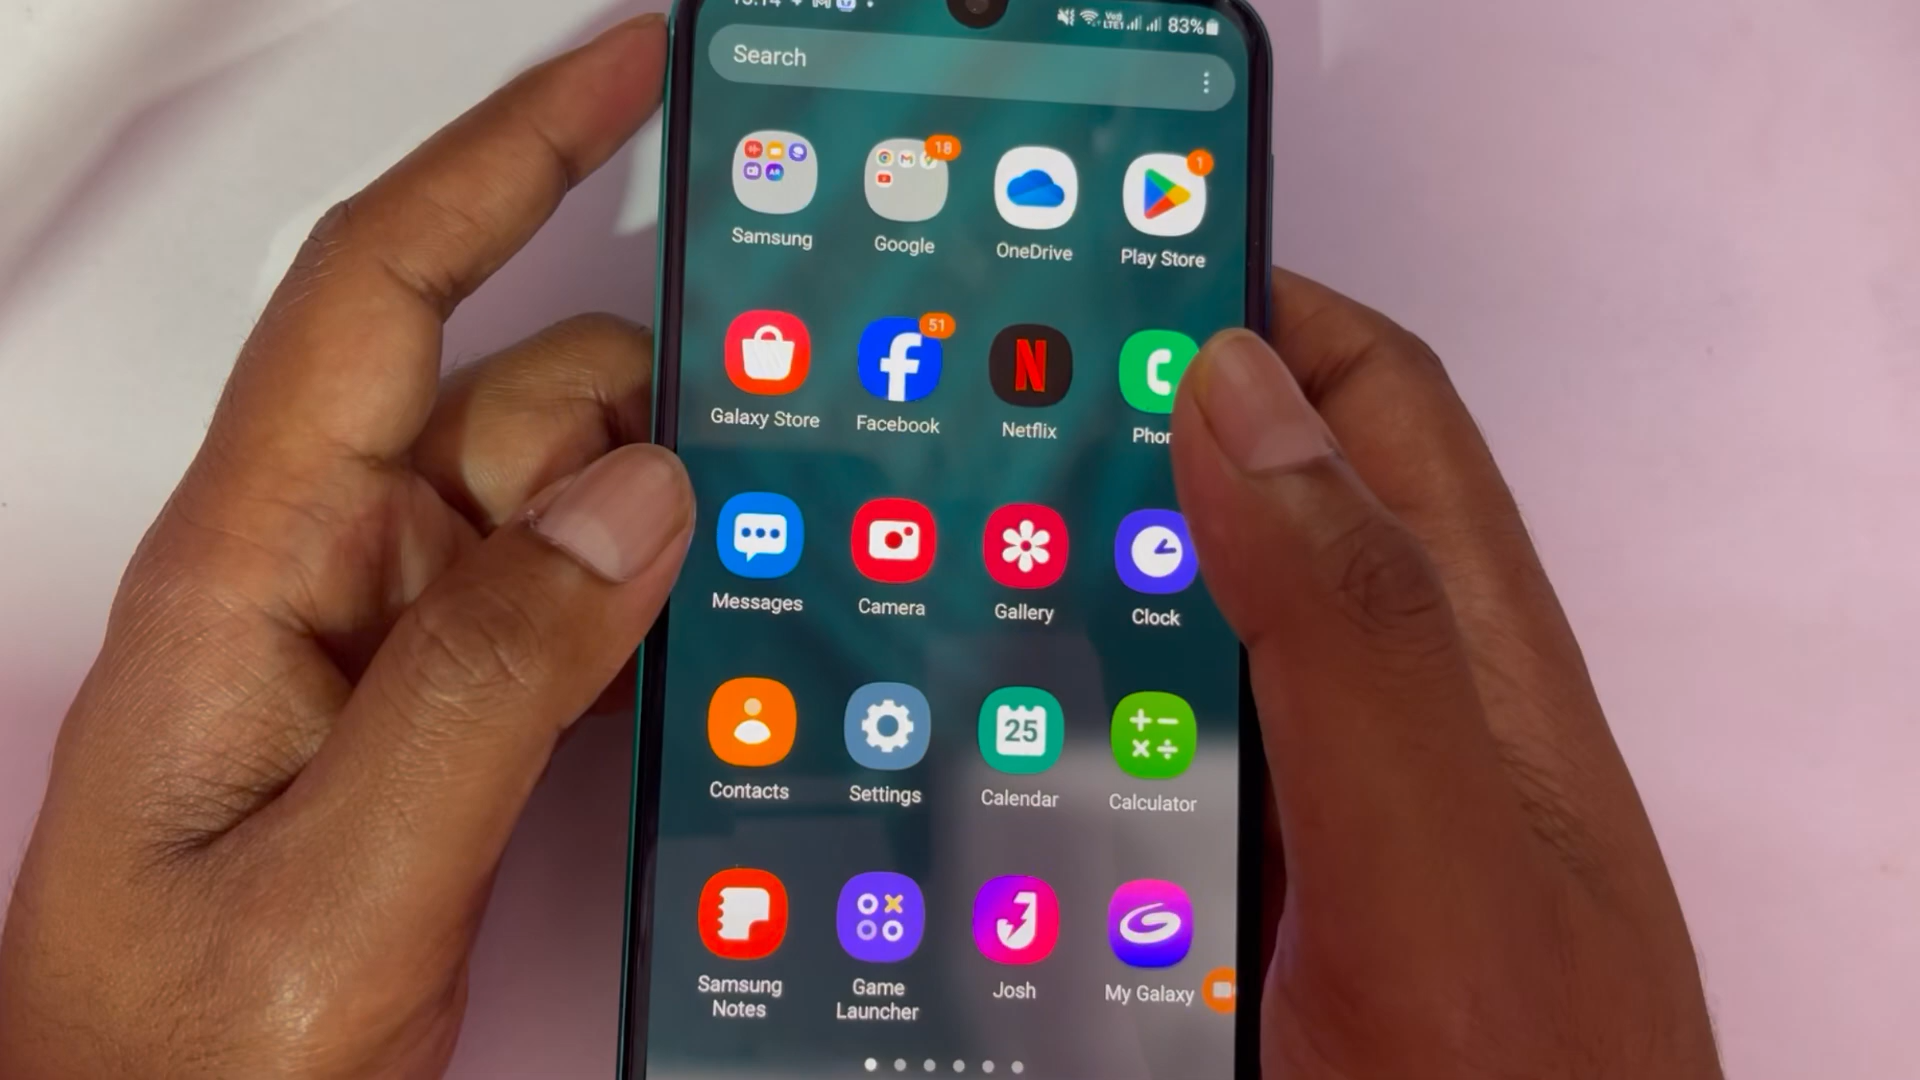 83%
Search
18
1
Samsung
Google
OneDrive
Play Store
51
Galaxy Store
Facebook
Netflix
Phon
Messages
Camera
Gallery
Clock
25
Contacts
Settings
Calendar
Calculator
Samsung
Notes
Game
Launcher
Josh
My Galaxy